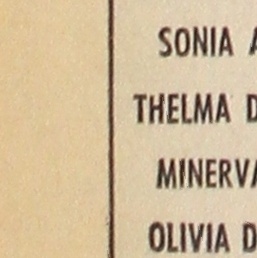 SONIA A
THELMA D
MINERVA
OLIVIA D